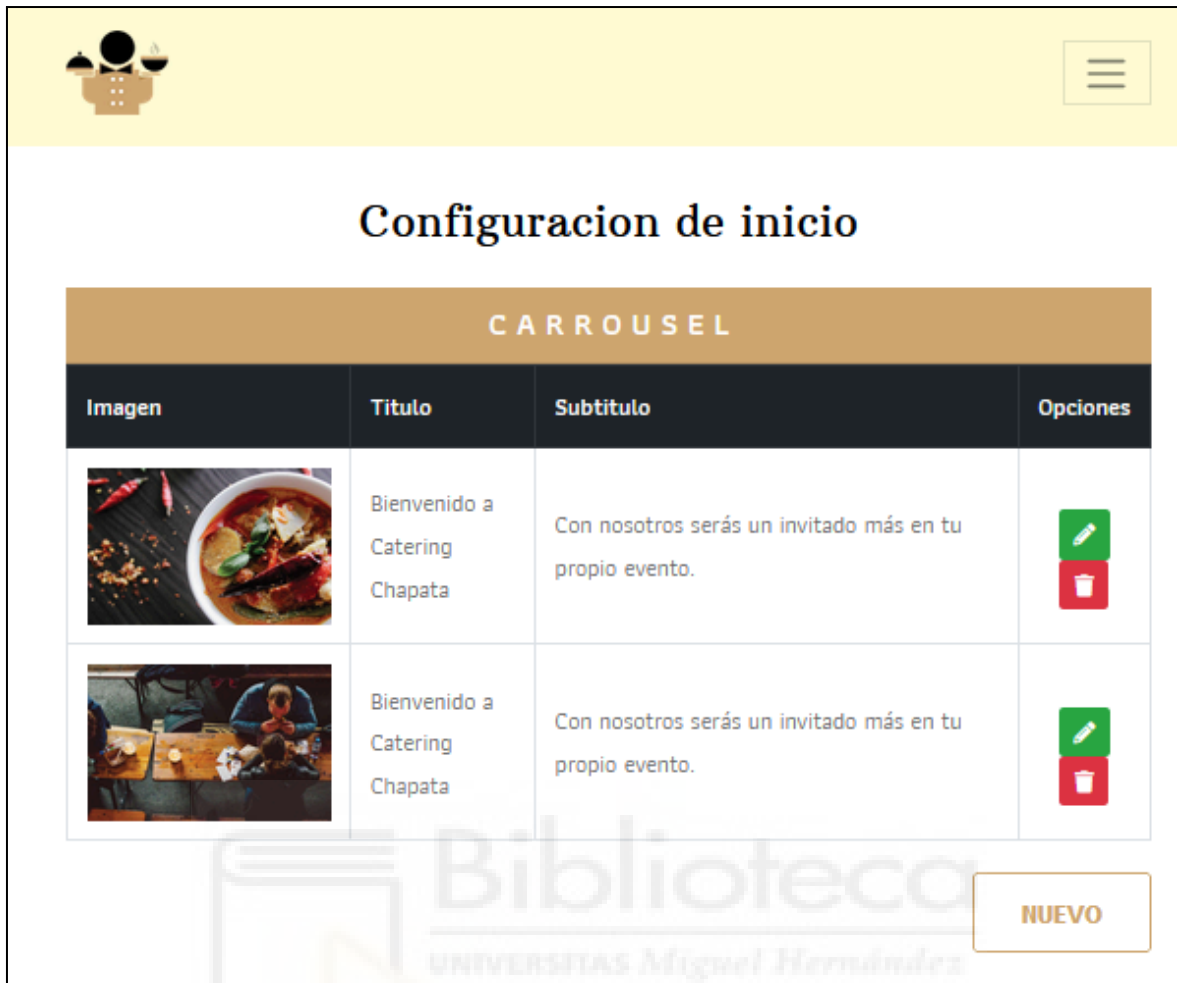 Configuracion de inicio
CARROUSEL
Imagen Titulo Subtitulo Opciones
Bienvenido a
Catering
Chapata
Con nosotros serás un invitado más en tu
propio evento.
Bienvenido a
Catering
Chapata
Con nosotros serás un invitado más en tu
propio evento.
Biblioteca
UNIVERSITAS Miguel Hernández
NUEVO